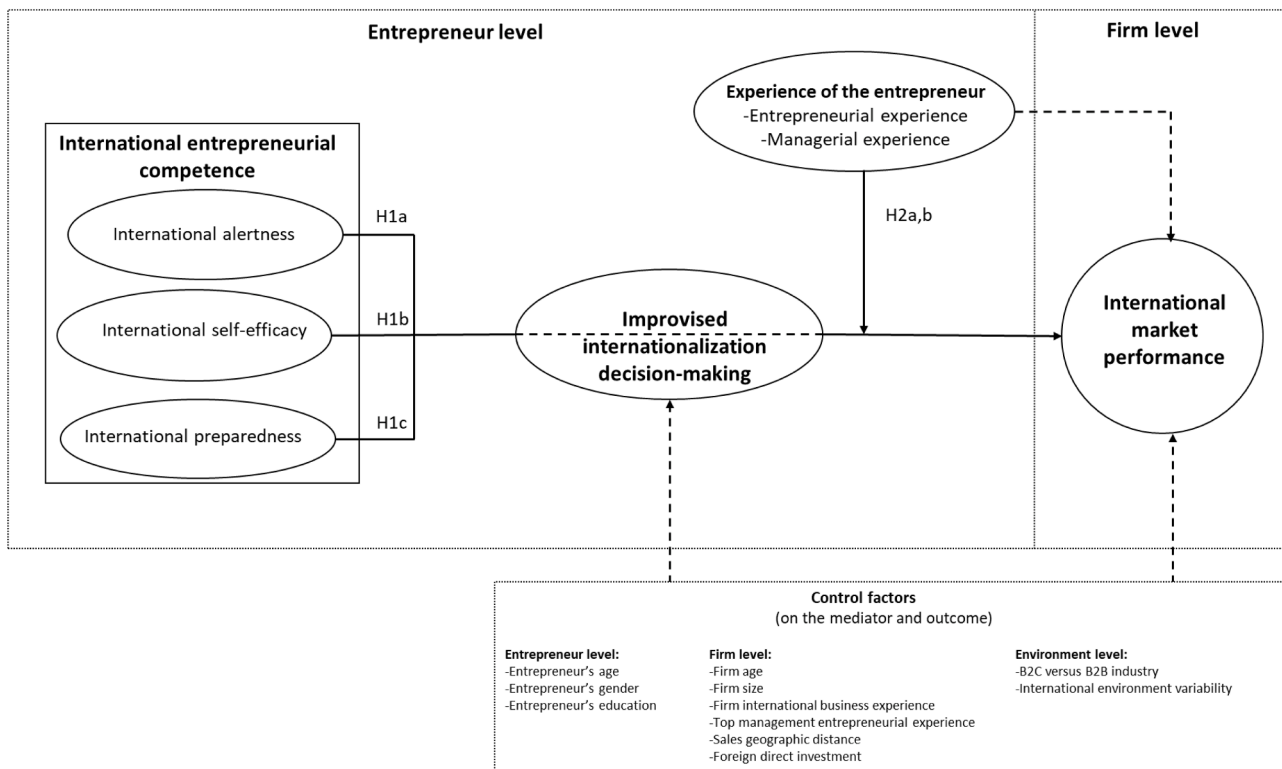 Entrepreneur level
Firm level
Experience of the entrepreneur
-Entrepreneurial experience
-Managerial experience
International entrepreneurial
competence
International alertness
International self-efficacy
International preparedness
H1a
H1b
H1c
H2a,b
Improvised
internationalization
decision-making
International
market
performance
Control factors
(on the mediator and outcome)
Entrepreneur level:
-Entrepreneur’s age
-Entrepreneur’s gender
-Entrepreneur’s education
Firm level:
-Firm age
-Firm size
-Firm international business experience
-Top management entrepreneurial experience
-Sales geographic distance
-Foreign direct investment
Environment level:
-B2C versus B2B industry
-International environment variability